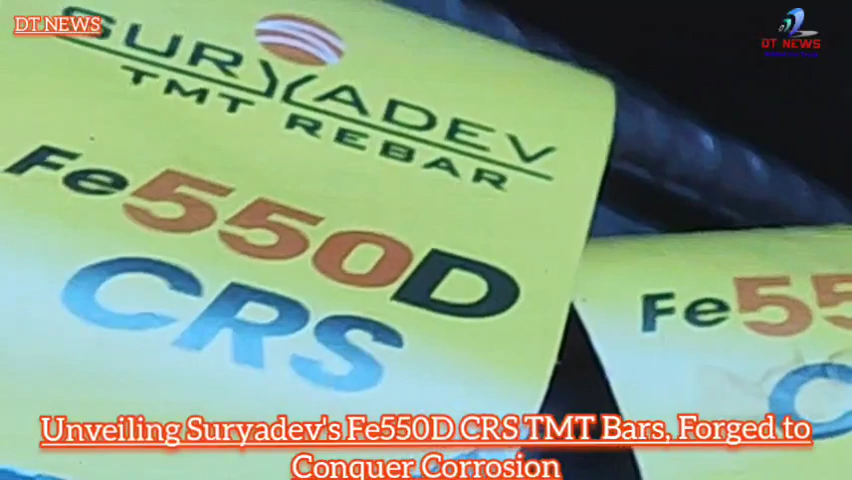 DT NEWS
DT NEWS
SURYADEV
TMT REBAR
Fe550D
CRS
Fe55
C
Unveiling Suryadev's Fe550D CRS TMT Bars, Forged to
Conquer Corrosion